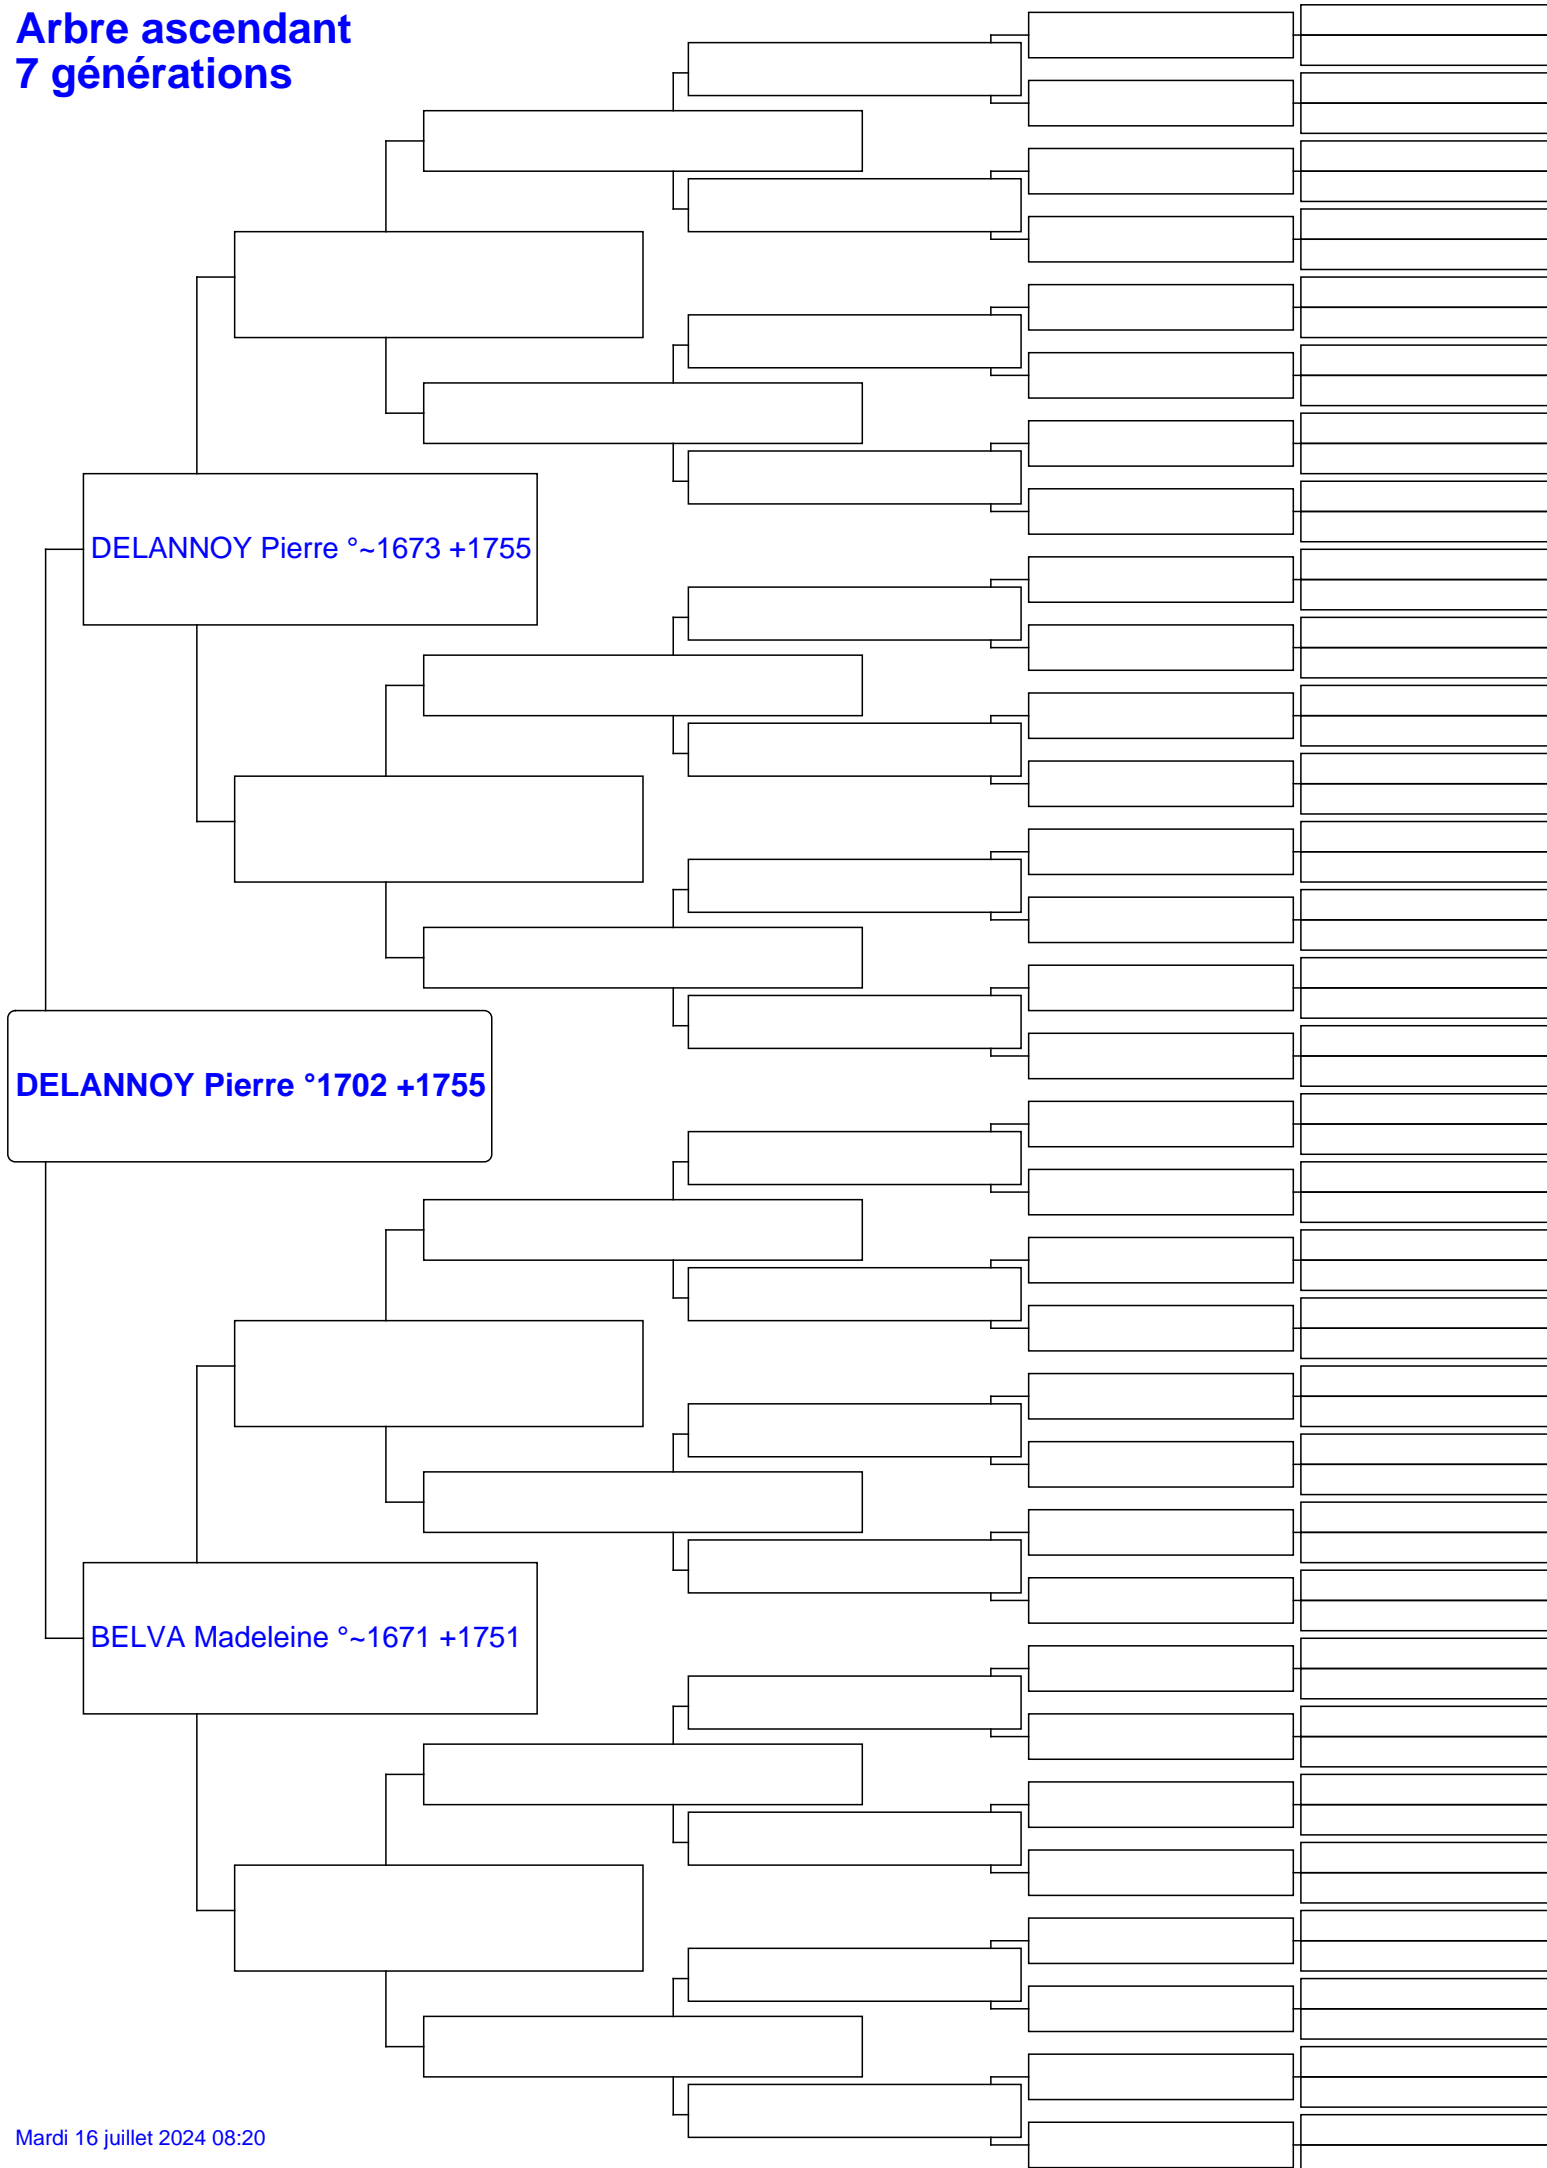 Arbre ascendant
7 générations
DELANNOY Pierre °~1673 +1755
DELANNOY Pierre °1702 +1755
BELVA Madeleine °~1671 +1751
Mardi 16 juillet 2024 08:20